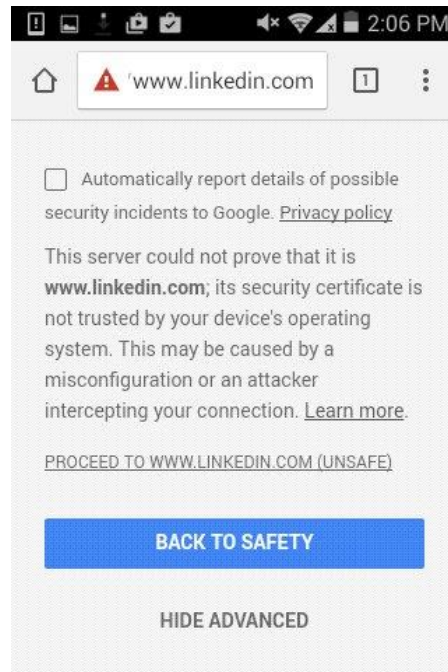 2:06 PM
/www.linkedin.com
1
Automatically report details of possible
security incidents to Google. Privacy policy
This server could not prove that it is
www.linkedin.com; its security certificate is
not trusted by your device's operating
system. This may be caused by a
misconfiguration or an attacker
intercepting your connection. Learn more.
PROCEED TO WWW.LINKEDIN.COM (UNSAFE)
BACK TO SAFETY
HIDE ADVANCED